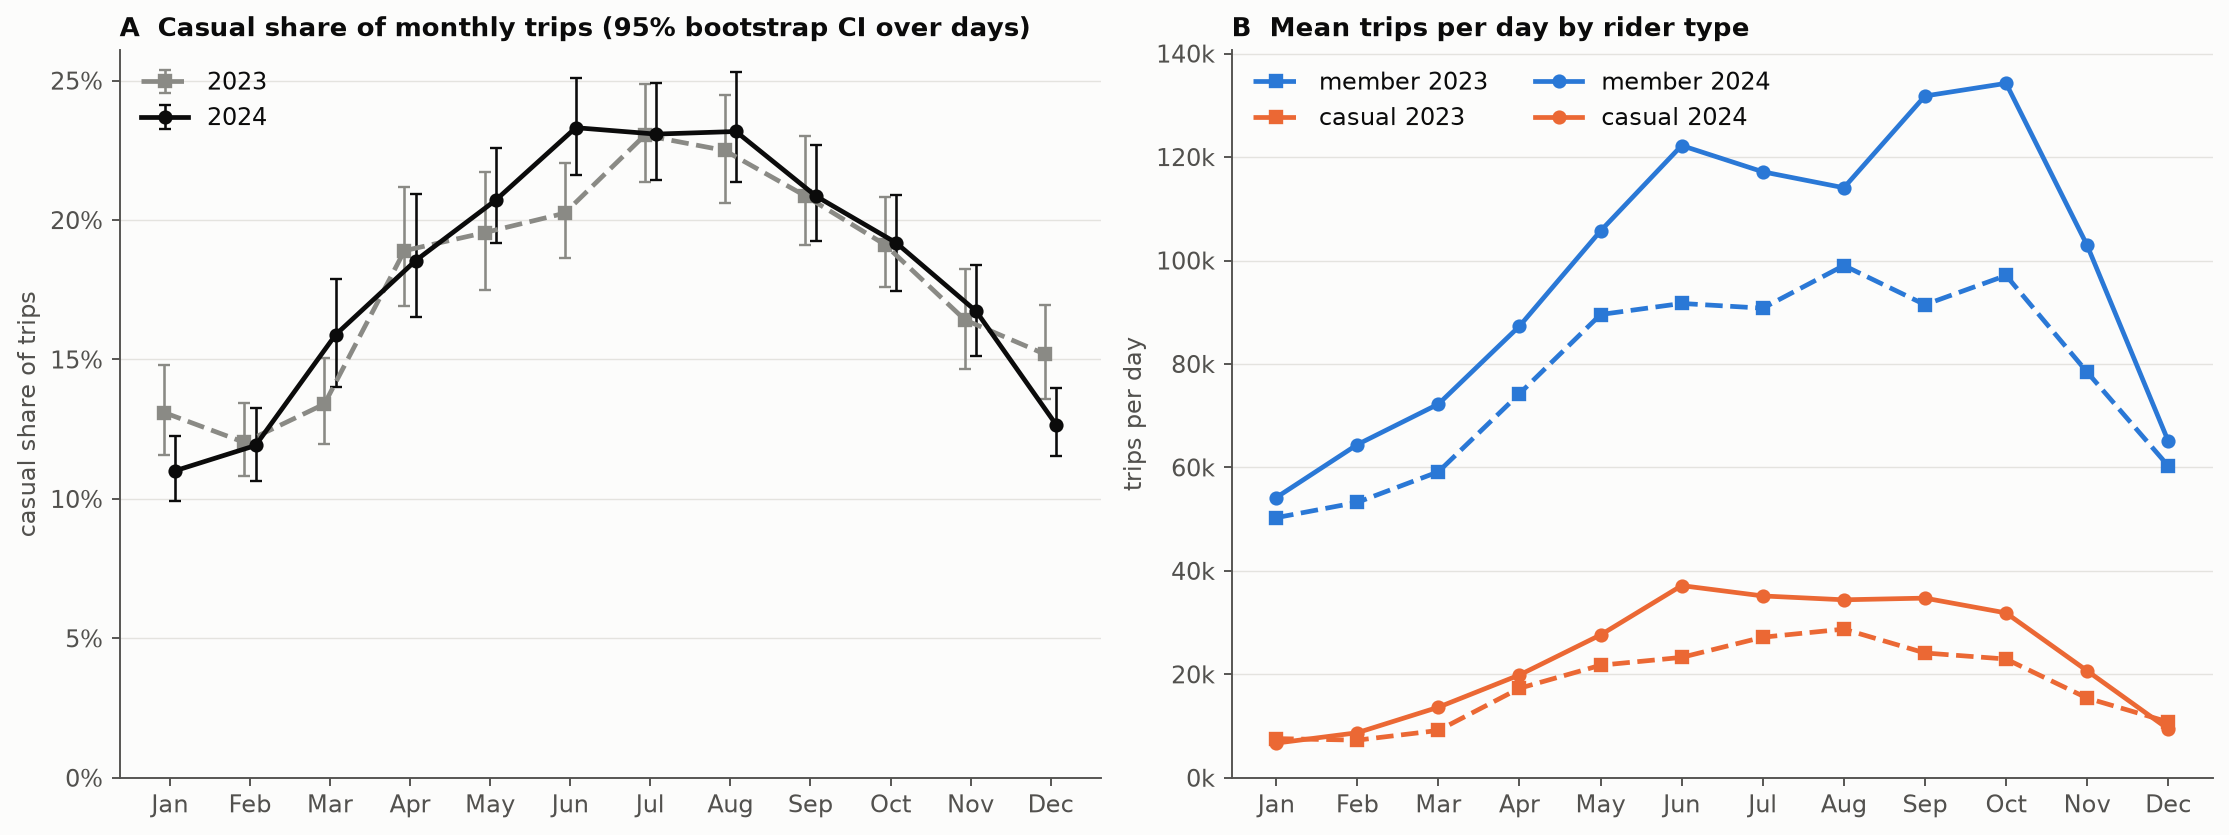 A Casual share of monthly trips (95% bootstrap CI over days)
casual share of trips
25%
20%
15%
10%
5%
0%
2023
2024
Jan Feb Mar Apr May Jun Jul Aug Sep Oct Nov Dec
B Mean trips per day by rider type
trips per day
140k
120k
100k
80k
60k
40k
20k
0k
member 2023
casual 2023
member 2024
casual 2024
Jan Feb Mar Apr May Jun Jul Aug Sep Oct Nov Dec